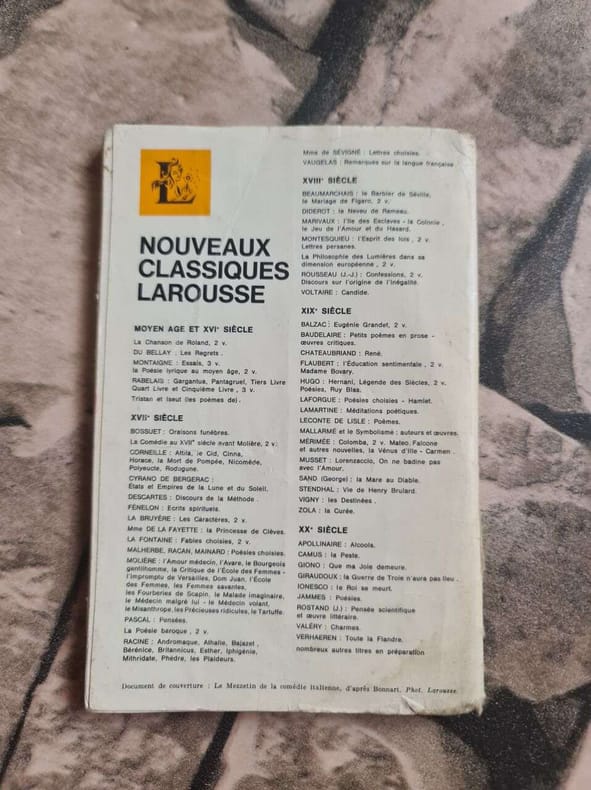 L
NOUVEAUX
CLASSIQUES
LAROUSSE
MOYEN AGE ET XVIe SIÈCLE
La Chanson de Roland, 2 v.
DU BELLAY : Les Regrets .
MONTAIGNE : Essais, 3 v.
la Poésie lyrique au moyen âge, 2 v.
RABELAIS : Gargantua, Pantagruel, Tiers Livre
Quart Livre et Cinquième Livre , 3 v.
Tristan et Iseut (les poèmes de) .
XVIIe SIÈCLE
BOSSUET : Oraisons funèbres.
La Comédie au XVIIe siècle avant Molière, 2 v.
CORNEILLE : Attila, le Cid, Cinna,
Horace, la Mort de Pompée, Nicomède,
Polyeucte, Rodogune.
CYRANO DE BERGERAC :
États et Empires de la Lune et du Soleil.
DESCARTES : Discours de la Méthode .
FÉNELON : Ecrits spirituels.
LA BRUYÈRE : Les Caractères, 2 v.
Mme DE LA FAYETTE : la Princesse de Clèves.
LA FONTAINE : Fables choisies, 2 v.
MALHERBE, RACAN, MAINARD : Poésies choisies.
MOLIÈRE : l'Amour médecin, l'Avare, le Bourgeois
gentilhomme, la Critique de l'École des Femmes -
l'Impromptu de Versailles, Dom Juan, l'École
des Femmes, les Femmes savantes,
les Fourberies de Scapin, le Malade imaginaire,
le Médecin malgré lui - le Médecin volant,
le Misanthrope, les Précieuses ridicules, le Tartuffe.
PASCAL : Pensées.
La Poésie baroque , 2 v.
RACINE : Andromaque, Athalie, Bajazet ,
Bérénice, Britannicus, Esther, Iphigénie,
Mithridate, Phèdre, les Plaideurs.
Mme de SÉVIGNÉ : Lettres choisies.
VAUGELAS : Remarques sur la langue française
XVIIIe SIÈCLE
BEAUMARCHAIS : le Barbier de Séville,
le Mariage de Figaro, 2 v.
DIDEROT : le Neveu de Rameau.
MARIVAUX : l'Ile des Esclaves - la Colonie ,
le Jeu de l'Amour et du Hasard.
MONTESQUIEU : l'Esprit des lois , 2 v.
Lettres persanes.
La Philosophie des Lumières dans sa
dimension européenne , 2 v.
ROUSSEAU (J.-J.) : Confessions, 2 v.
Discours sur l'origine de l'inégalité.
VOLTAIRE : Candide.
XIXe SIÈCLE
BALZAC : Eugénie Grandet, 2 v.
BAUDELAIRE : Petits poèmes en prose -
œuvres critiques.
CHATEAUBRIAND : René.
FLAUBERT : l'Éducation sentimentale , 2 v.
Madame Bovary.
HUGO : Hernani, Légende des Siècles, 2 v.
Poésies, Ruy Blas.
LAFORGUE : Poésies choisies - Hamlet.
LAMARTINE : Méditations poétiques.
LECONTE DE LISLE : Poèmes.
MALLARMÉ et le Symbolisme : auteurs et œuvres.
MÉRIMÉE : Colomba, 2 v. Mateo Falcone
et autres nouvelles, la Vénus d'Ille - Carmen .
MUSSET : Lorenzaccio, On ne badine pas
avec l'Amour.
SAND (George) : la Mare au Diable.
STENDHAL : Vie de Henry Brulard.
VIGNY : les Destinées .
ZOLA : la Curée.
XXe SIÈCLE
APOLLINAIRE : Alcools.
CAMUS : la Peste.
GIONO : Que ma Joie demeure.
GIRAUDOUX : la Guerre de Troie n'aura pas lieu .
IONESCO : le Roi se meurt.
JAMMES : Poésies.
ROSTAND (J.) : Pensée scientifique
et œuvre littéraire.
VALÉRY : Charmes.
VERHAEREN : Toute la Flandre.
nombreux autres titres en préparation
Document de couverture : Le Mezzetin de la comédie italienne, d'après Bonnart. Phot. Larousse.